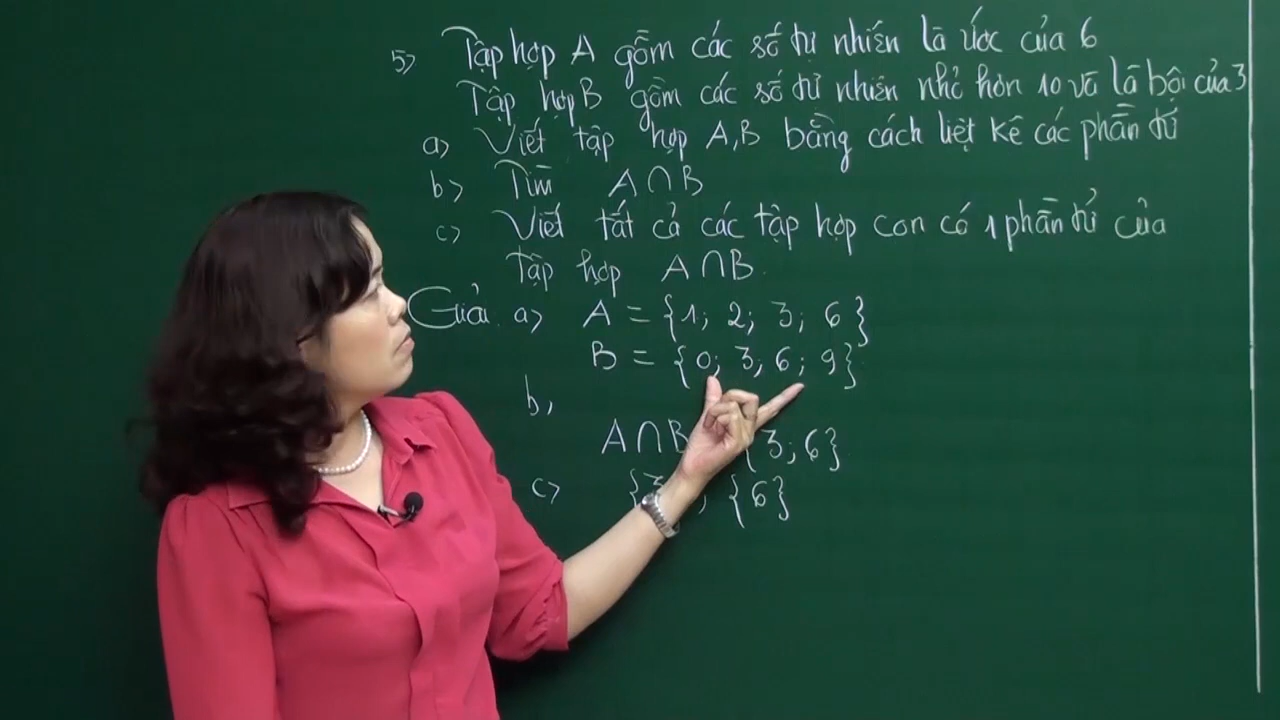 5) Tập hợp A gồm các số tự nhiên là ước của 6
Tập hợp B gồm các số tự nhiên nhỏ hơn 10 và là bội của 3
a) Viết tập hợp A,B bằng cách liệt kê các phần tử
b) Tìm A∩B
c) Viết tất cả các tập hợp con có 1 phần tử của
tập hợp A∩B.
Giải. a) A = {1; 2; 3; 6}
B = {0; 3; 6; 9}
b,
A∩B {3;6}
c) {3 , {6}